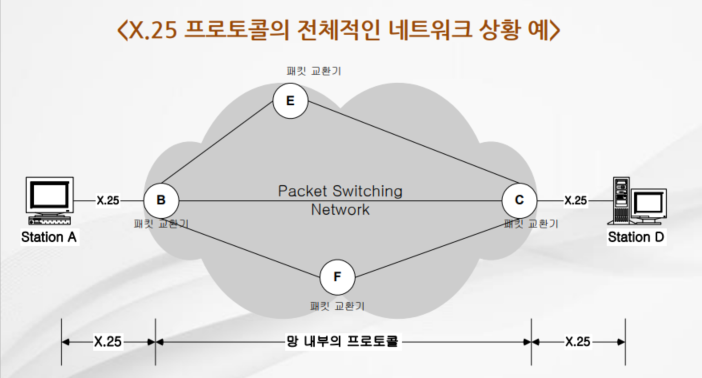 <X.25 프로토콜의 전체적인 네트워크 상황 예>
패킷 교환기
E
Packet Switching
Network
X.25
B
C
X.25
패킷 교환기
패킷 교환기
Station A
Station D
F
패킷 교환기
X.25
망 내부의 프로토콜
X.25